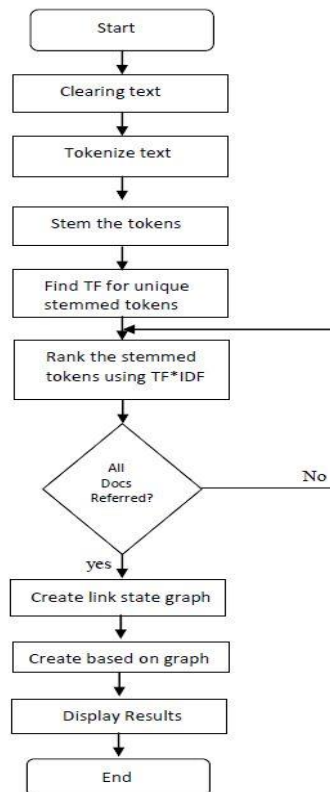 Start
Clearing text
Tokenize text
Stem the tokens
Find TF for unique
stemmed tokens
Rank the stemmed
tokens using TF*IDF
All
Docs
Referred?
No
yes
Create link state graph
Create based on graph
Display Results
End